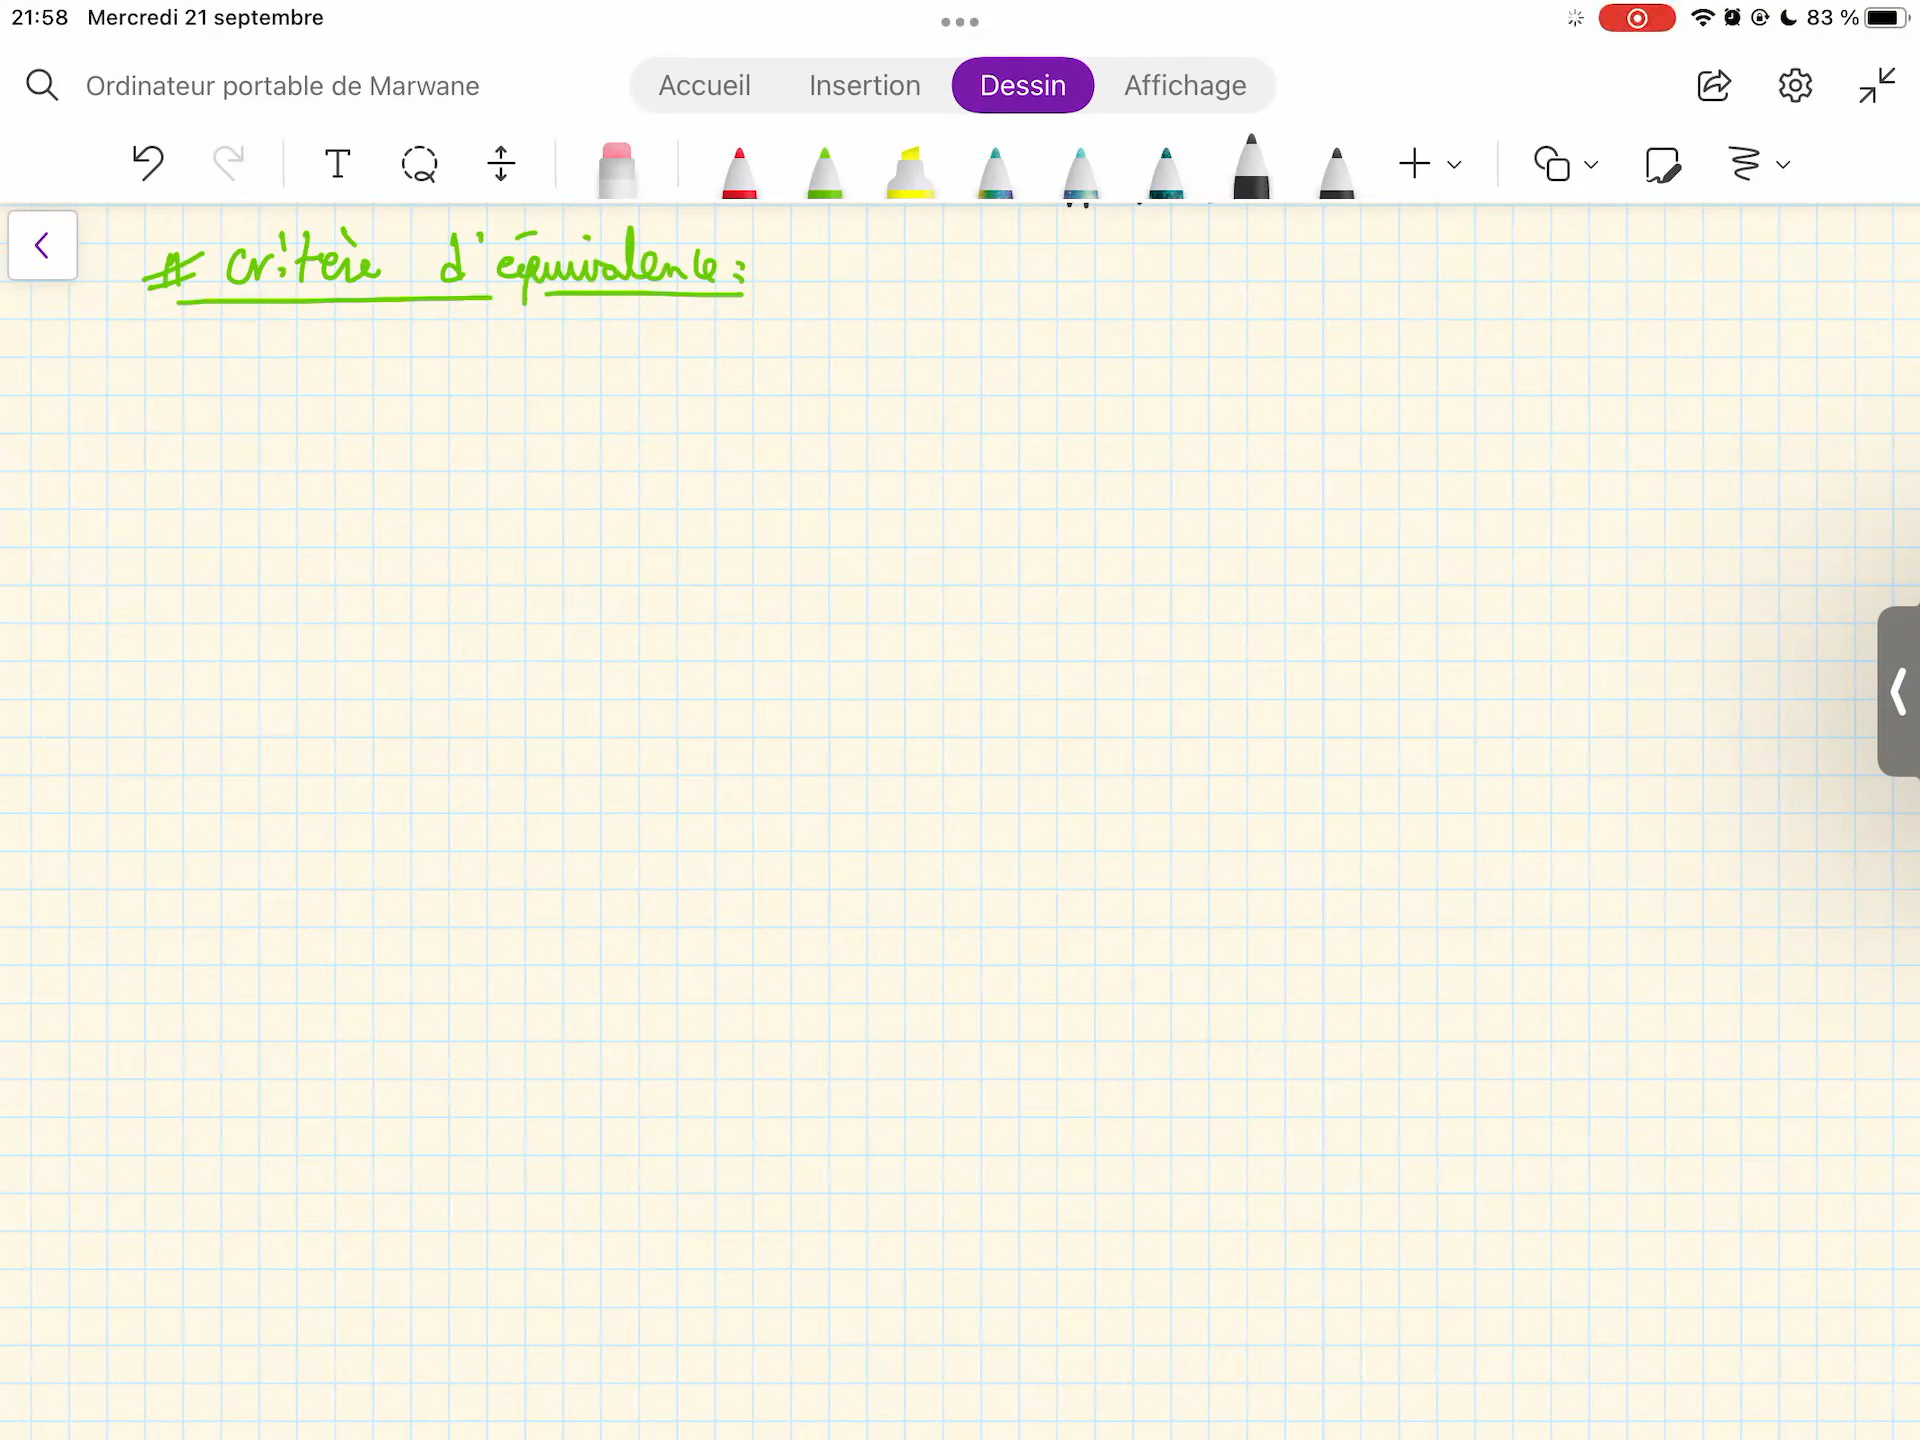 21:58 Mercredi 21 septembre 83 %
Ordinateur portable de Marwane Accueil Insertion Dessin Affichage
T
# critère d'équivalence: